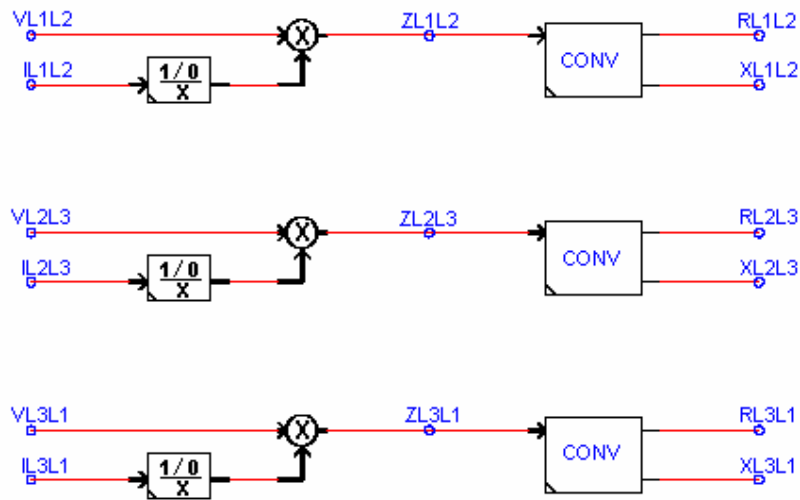 VL1L2 ZL1L2 RL1L2
X
1/0
X
CONV
IL1L2 XL1L2
VL2L3 ZL2L3 RL2L3
X
1/0
X
CONV
IL2L3 XL2L3
VL3L1 ZL3L1 RL3L1
X
1/0
X
CONV
IL3L1 XL3L1